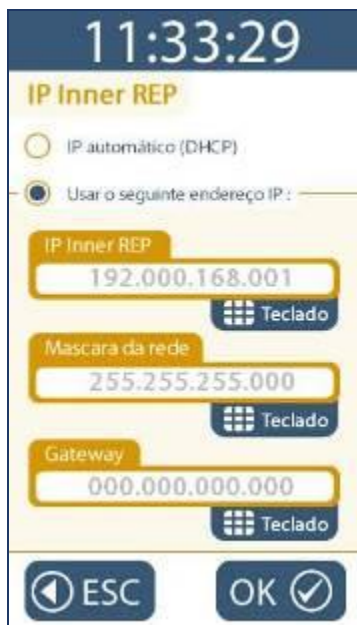 11:33:29
IP Inner REP
IP automático (DHCP)
Usar o seguinte endereço IP :
IP Inner REP
192.000.168.001
Teclado
Mascara da rede
255.255.255.000
Teclado
Gateway
000.000.000.000
Teclado
ESC OK